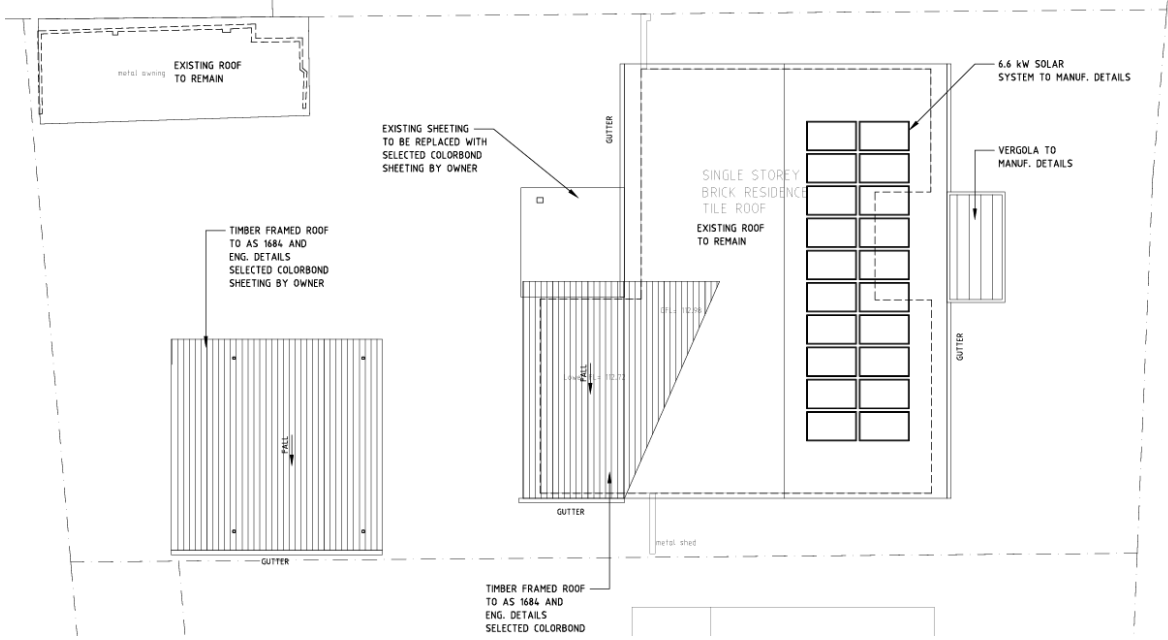 metal awning
EXISTING ROOF
TO REMAIN
6.6 kW SOLAR
SYSTEM TO MANUF. DETAILS
EXISTING SHEETING
TO BE REPLACED WITH
SELECTED COLORBOND
SHEETING BY OWNER
GUTTER
VERGOLA TO
MANUF. DETAILS
SINGLE STOREY
BRICK RESIDENCE
TILE ROOF
EXISTING ROOF
TO REMAIN
TIMBER FRAMED ROOF
TO AS 1684 AND
ENG. DETAILS
SELECTED COLORBOND
SHEETING BY OWNER
GUTTER
FALL
FALL
GUTTER
metal shed
GUTTER
TIMBER FRAMED ROOF
TO AS 1684 AND
ENG. DETAILS
SELECTED COLORBOND